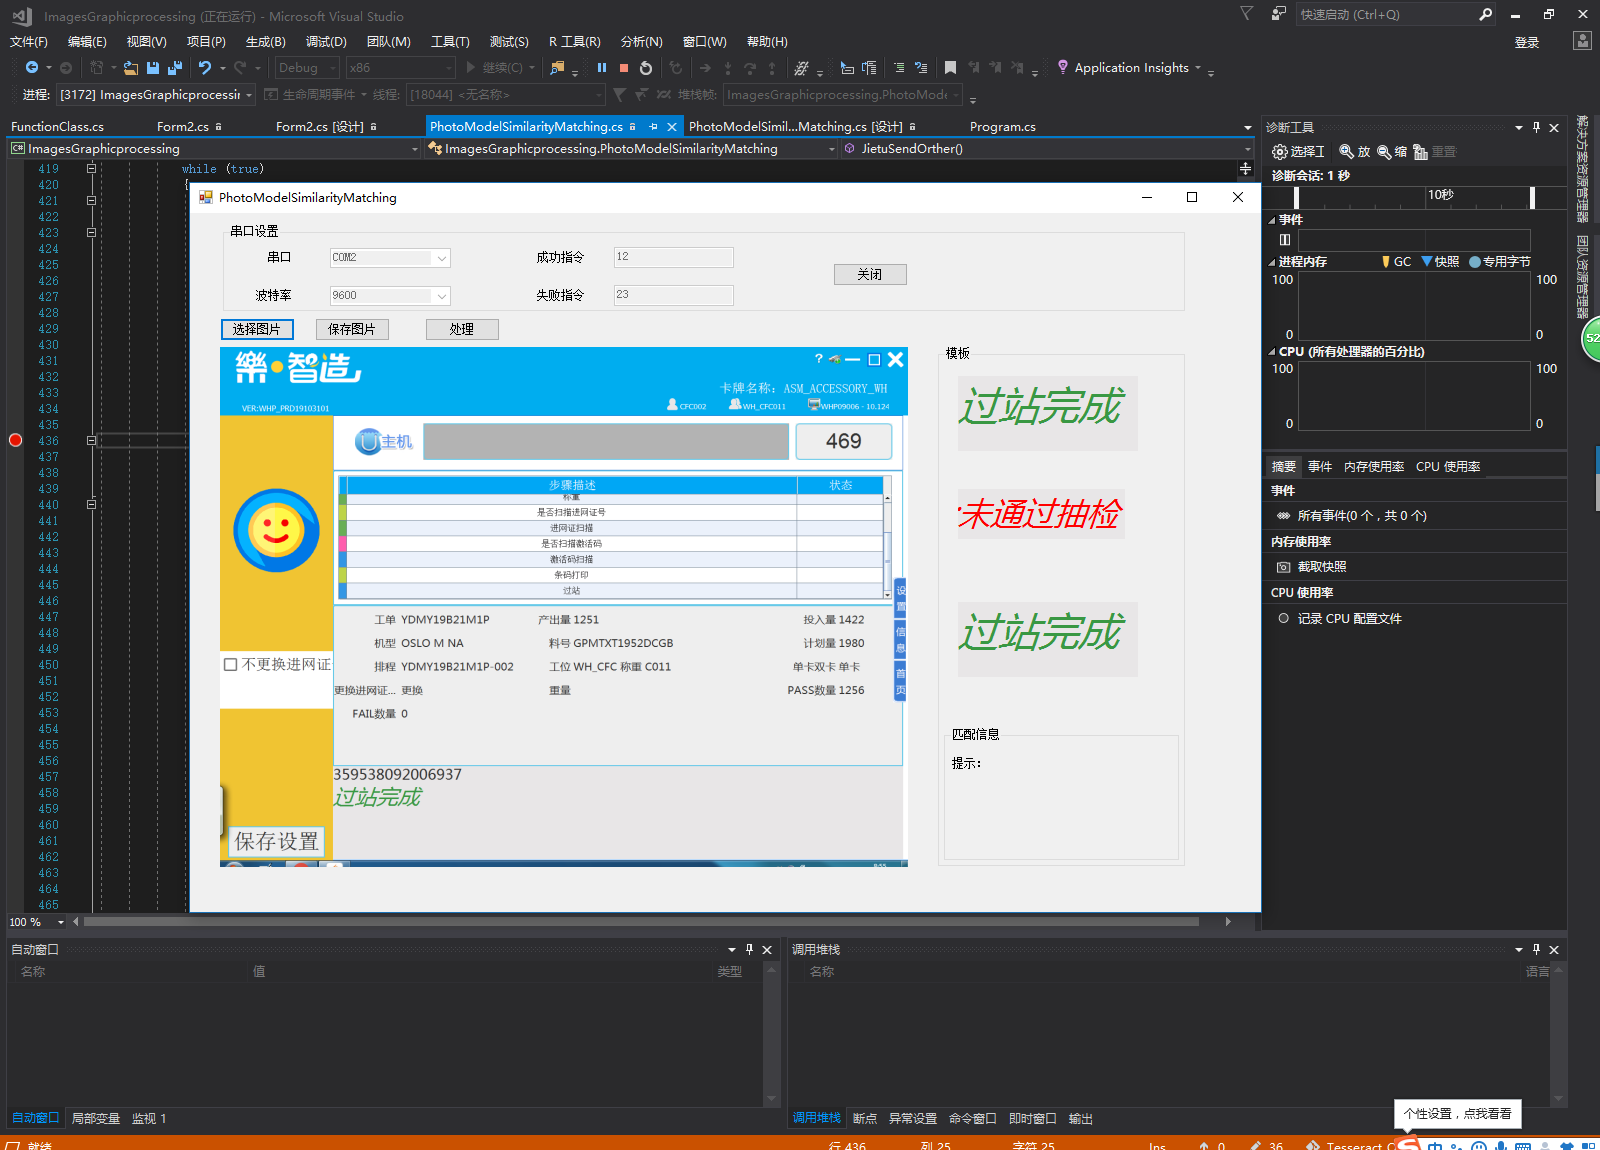 ImagesGraphicprocessing (正在运行) - Microsoft Visual Studio
快速启动 (Ctrl+Q)
文件(F) 编辑(E) 视图(V) 项目(P) 生成(B) 调试(D) 团队(M) 工具(T) 测试(S) R 工具(R) 分析(N) 窗口(W) 帮助(H)
登录
Debug x86 继续(C) Application Insights
进程: [3172] ImagesGraphicprocessin 生命周期事件 线程: [18044] <无名称> 堆栈帧: ImagesGraphicprocessing.PhotoMode
FunctionClass.cs Form2.cs Form2.cs [设计] PhotoModelSimilarityMatching.cs PhotoModelSimil...Matching.cs [设计] Program.cs
ImagesGraphicprocessing ImagesGraphicprocessing.PhotoModelSimilarityMatching JietuSendOrther()
419 while (true)
420 {
421
422
423
424
425
426
427
428
429
430
431
432
433
434
435
436
437
438
439
440
441
442
443
444
445
446
447
448
449
450
451
452
453
454
455
456
457
458
459
460
461
462
463
464
465
100 %
PhotoModelSimilarityMatching
串口设置
串口 COM2 成功指令 12
关闭
波特率 9600 失败指令 23
选择图片 保存图片 处理
樂·智造
?
卡牌名称: ASM_ACCESSORY_WH
VER:WHP_PRD19103101 CFC002 WH_CFC011 WHP09006 - 10.124
主机 469
步骤描述 状态
称重
是否扫描进网证号
进网证扫描
是否扫描激活码
激活码扫描
条码打印
过站
设置
信息
首页
工单 YDMY19B21M1P 产出量 1251 投入量 1422
机型 OSLO M NA 料号 GPMTXT1952DCGB 计划量 1980
排程 YDMY19B21M1P-002 工位 WH_CFC 称重 C011 单卡双卡 单卡
更换进网证... 更换 重量 PASS数量 1256
FAIL数量 0
不更换进网证
359538092006937
过站完成
保存设置
模板
过站完成
未通过抽检
过站完成
匹配信息
提示:
诊断工具
选择工 放 缩 重置
诊断会话: 1 秒
10秒
事件
进程内存 GC 快照 专用字节
100 100
0 0
CPU (所有处理器的百分比)
100 100
0 0
摘要 事件 内存使用率 CPU 使用率
事件
所有事件(0 个，共 0 个)
内存使用率
截取快照
CPU 使用率
记录 CPU 配置文件
解决方案资源管理器
团队资源管理器
52
自动窗口
名称 值 类型
调用堆栈
名称 语言
自动窗口 局部变量 监视 1
调用堆栈 断点 异常设置 命令窗口 即时窗口 输出
个性设置，点我看看
就绪 行 436 列 25 字符 25 Ins 0 36 Tesseract
中